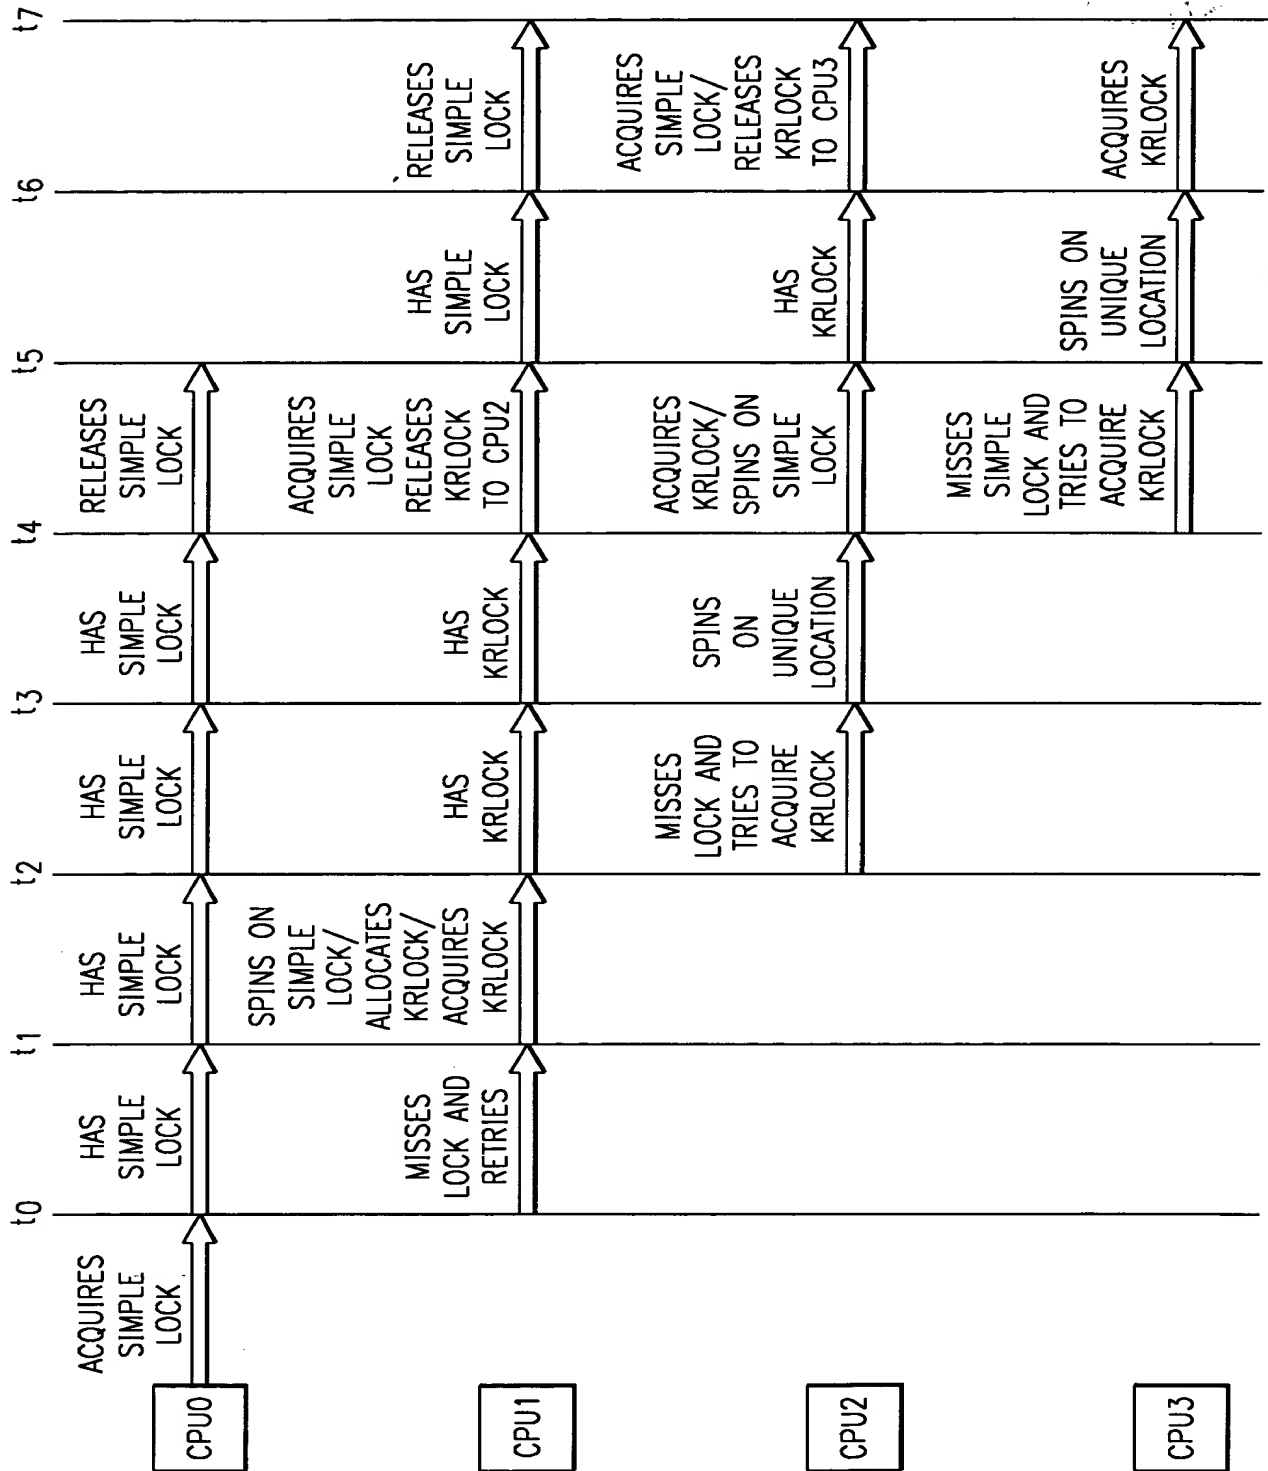 t0
t1
t2
t3
t4
t5
t6
t7
CPU0
ACQUIRES
SIMPLE
LOCK
HAS
SIMPLE
LOCK
HAS
SIMPLE
LOCK
HAS
SIMPLE
LOCK
HAS
SIMPLE
LOCK
RELEASES
SIMPLE
LOCK
CPU1
MISSES
LOCK AND
RETRIES
SPINS ON
SIMPLE
LOCK/
ALLOCATES
KRLOCK/
ACQUIRES
KRLOCK
HAS
KRLOCK
HAS
KRLOCK
ACQUIRES
SIMPLE
LOCK
RELEASES
KRLOCK
TO CPU2
HAS
SIMPLE
LOCK
RELEASES
SIMPLE
LOCK
CPU2
MISSES
LOCK AND
TRIES TO
ACQUIRE
KRLOCK
SPINS
ON
UNIQUE
LOCATION
ACQUIRES
KRLOCK/
SPINS ON
SIMPLE
LOCK
HAS
KRLOCK
ACQUIRES
SIMPLE
LOCK/
RELEASES
KRLOCK
TO CPU3
CPU3
MISSES
SIMPLE
LOCK AND
TRIES TO
ACQUIRE
KRLOCK
SPINS ON
UNIQUE
LOCATION
ACQUIRES
KRLOCK